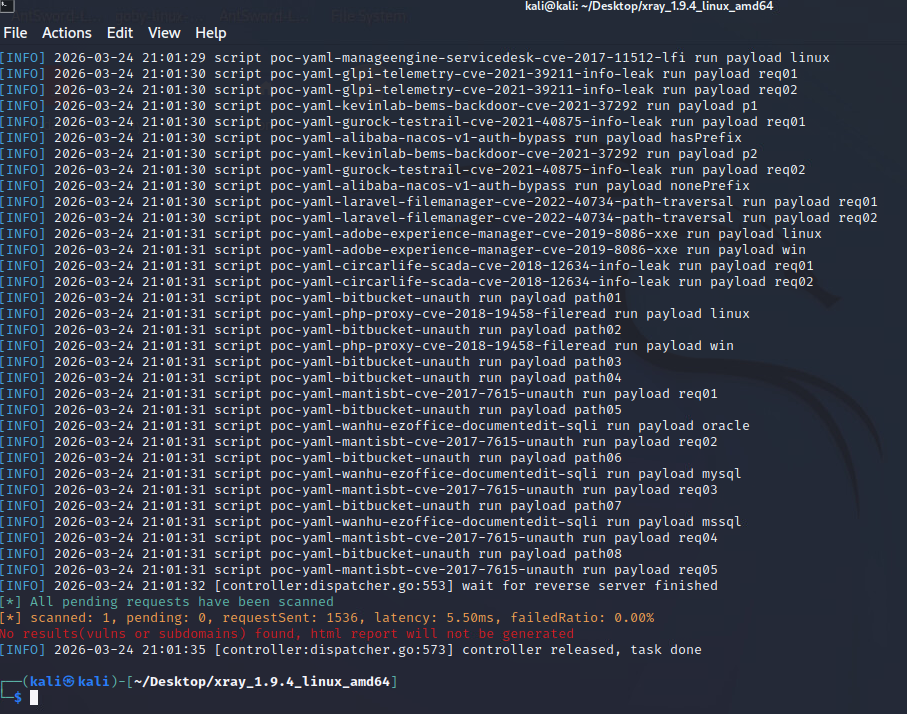 kali@kali: ~/Desktop/xray_1.9.4_linux_amd64
File System
File Actions Edit View Help
[INFO] 2026-03-24 21:01:29 script poc-yaml-manageengine-servicedesk-cve-2017-11512-lfi run payload linux
[INFO] 2026-03-24 21:01:30 script poc-yaml-glpi-telemetry-cve-2021-39211-info-leak run payload req01
[INFO] 2026-03-24 21:01:30 script poc-yaml-glpi-telemetry-cve-2021-39211-info-leak run payload req02
[INFO] 2026-03-24 21:01:30 script poc-yaml-kevinlab-bems-backdoor-cve-2021-37292 run payload p1
[INFO] 2026-03-24 21:01:30 script poc-yaml-gurock-testrail-cve-2021-40875-info-leak run payload req01
[INFO] 2026-03-24 21:01:30 script poc-yaml-alibaba-nacos-v1-auth-bypass run payload hasPrefix
[INFO] 2026-03-24 21:01:30 script poc-yaml-kevinlab-bems-backdoor-cve-2021-37292 run payload p2
[INFO] 2026-03-24 21:01:30 script poc-yaml-gurock-testrail-cve-2021-40875-info-leak run payload req02
[INFO] 2026-03-24 21:01:30 script poc-yaml-alibaba-nacos-v1-auth-bypass run payload nonePrefix
[INFO] 2026-03-24 21:01:30 script poc-yaml-laravel-filemanager-cve-2022-40734-path-traversal run payload req01
[INFO] 2026-03-24 21:01:30 script poc-yaml-laravel-filemanager-cve-2022-40734-path-traversal run payload req02
[INFO] 2026-03-24 21:01:31 script poc-yaml-adobe-experience-manager-cve-2019-8086-xxe run payload linux
[INFO] 2026-03-24 21:01:31 script poc-yaml-adobe-experience-manager-cve-2019-8086-xxe run payload win
[INFO] 2026-03-24 21:01:31 script poc-yaml-circarlife-scada-cve-2018-12634-info-leak run payload req01
[INFO] 2026-03-24 21:01:31 script poc-yaml-circarlife-scada-cve-2018-12634-info-leak run payload req02
[INFO] 2026-03-24 21:01:31 script poc-yaml-bitbucket-unauth run payload path01
[INFO] 2026-03-24 21:01:31 script poc-yaml-php-proxy-cve-2018-19458-fileread run payload linux
[INFO] 2026-03-24 21:01:31 script poc-yaml-bitbucket-unauth run payload path02
[INFO] 2026-03-24 21:01:31 script poc-yaml-php-proxy-cve-2018-19458-fileread run payload win
[INFO] 2026-03-24 21:01:31 script poc-yaml-bitbucket-unauth run payload path03
[INFO] 2026-03-24 21:01:31 script poc-yaml-bitbucket-unauth run payload path04
[INFO] 2026-03-24 21:01:31 script poc-yaml-mantisbt-cve-2017-7615-unauth run payload req01
[INFO] 2026-03-24 21:01:31 script poc-yaml-bitbucket-unauth run payload path05
[INFO] 2026-03-24 21:01:31 script poc-yaml-wanhu-ezoffice-documentedit-sqli run payload oracle
[INFO] 2026-03-24 21:01:31 script poc-yaml-mantisbt-cve-2017-7615-unauth run payload req02
[INFO] 2026-03-24 21:01:31 script poc-yaml-bitbucket-unauth run payload path06
[INFO] 2026-03-24 21:01:31 script poc-yaml-wanhu-ezoffice-documentedit-sqli run payload mysql
[INFO] 2026-03-24 21:01:31 script poc-yaml-mantisbt-cve-2017-7615-unauth run payload req03
[INFO] 2026-03-24 21:01:31 script poc-yaml-bitbucket-unauth run payload path07
[INFO] 2026-03-24 21:01:31 script poc-yaml-wanhu-ezoffice-documentedit-sqli run payload mssql
[INFO] 2026-03-24 21:01:31 script poc-yaml-mantisbt-cve-2017-7615-unauth run payload req04
[INFO] 2026-03-24 21:01:31 script poc-yaml-bitbucket-unauth run payload path08
[INFO] 2026-03-24 21:01:31 script poc-yaml-mantisbt-cve-2017-7615-unauth run payload req05
[INFO] 2026-03-24 21:01:32 [controller:dispatcher.go:553] wait for reverse server finished
[*] All pending requests have been scanned
[*] scanned: 1, pending: 0, requestSent: 1536, latency: 5.50ms, failedRatio: 0.00%
No results(vulns or subdomains) found, html report will not be generated
[INFO] 2026-03-24 21:01:35 [controller:dispatcher.go:573] controller released, task done
┌──(kali㉿kali)-[~/Desktop/xray_1.9.4_linux_amd64]
└─$